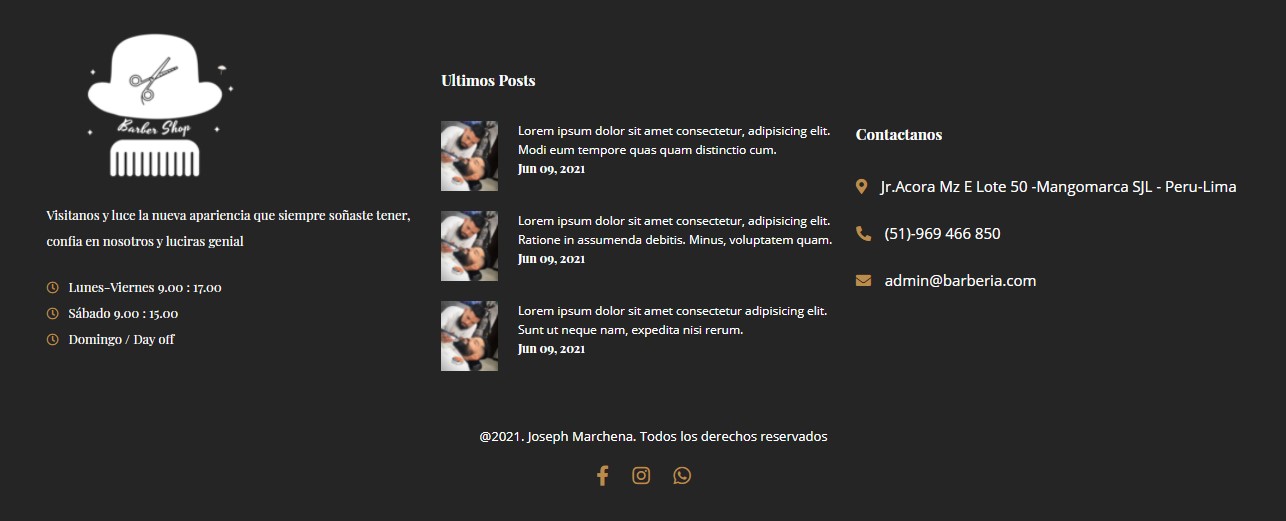 Barber Shop
Visitanos y luce la nueva apariencia que siempre soñaste tener,
confia en nosotros y luciras genial
Lunes-Viernes 9.00 : 17.00
Sábado 9.00 : 15.00
Domingo / Day off
Ultimos Posts
Lorem ipsum dolor sit amet consectetur, adipisicing elit.
Modi eum tempore quas quam distinctio cum.
Jun 09, 2021
Lorem ipsum dolor sit amet consectetur, adipisicing elit.
Ratione in assumenda debitis. Minus, voluptatem quam.
Jun 09, 2021
Lorem ipsum dolor sit amet consectetur adipisicing elit.
Sunt ut neque nam, expedita nisi rerum.
Jun 09, 2021
Contactanos
Jr.Acora Mz E Lote 50 -Mangomarca SJL - Peru-Lima
(51)-969 466 850
admin@barberia.com
@2021. Joseph Marchena. Todos los derechos reservados